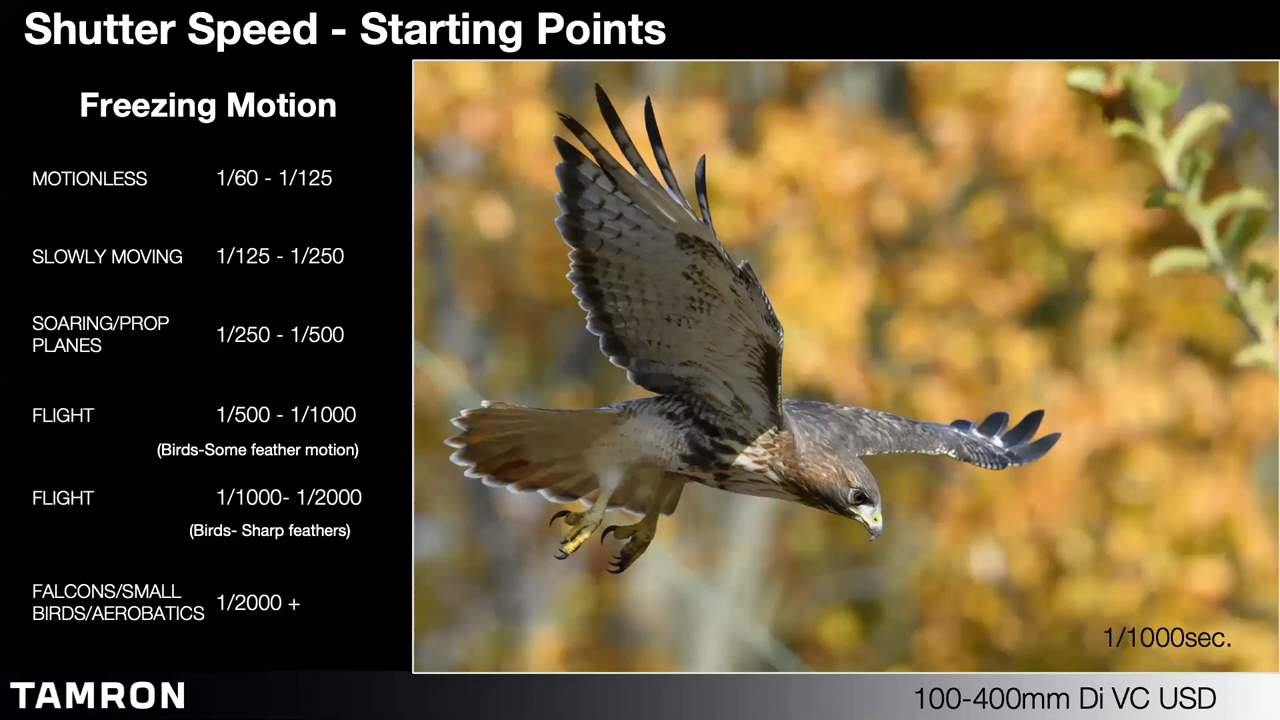 Shutter Speed - Starting Points
Freezing Motion
MOTIONLESS 1/60 - 1/125
SLOWLY MOVING 1/125 - 1/250
SOARING/PROP
PLANES 1/250 - 1/500
FLIGHT 1/500 - 1/1000
(Birds-Some feather motion)
FLIGHT 1/1000- 1/2000
(Birds- Sharp feathers)
FALCONS/SMALL
BIRDS/AEROBATICS 1/2000 +
1/1000sec.
TAMRON
100-400mm Di VC USD